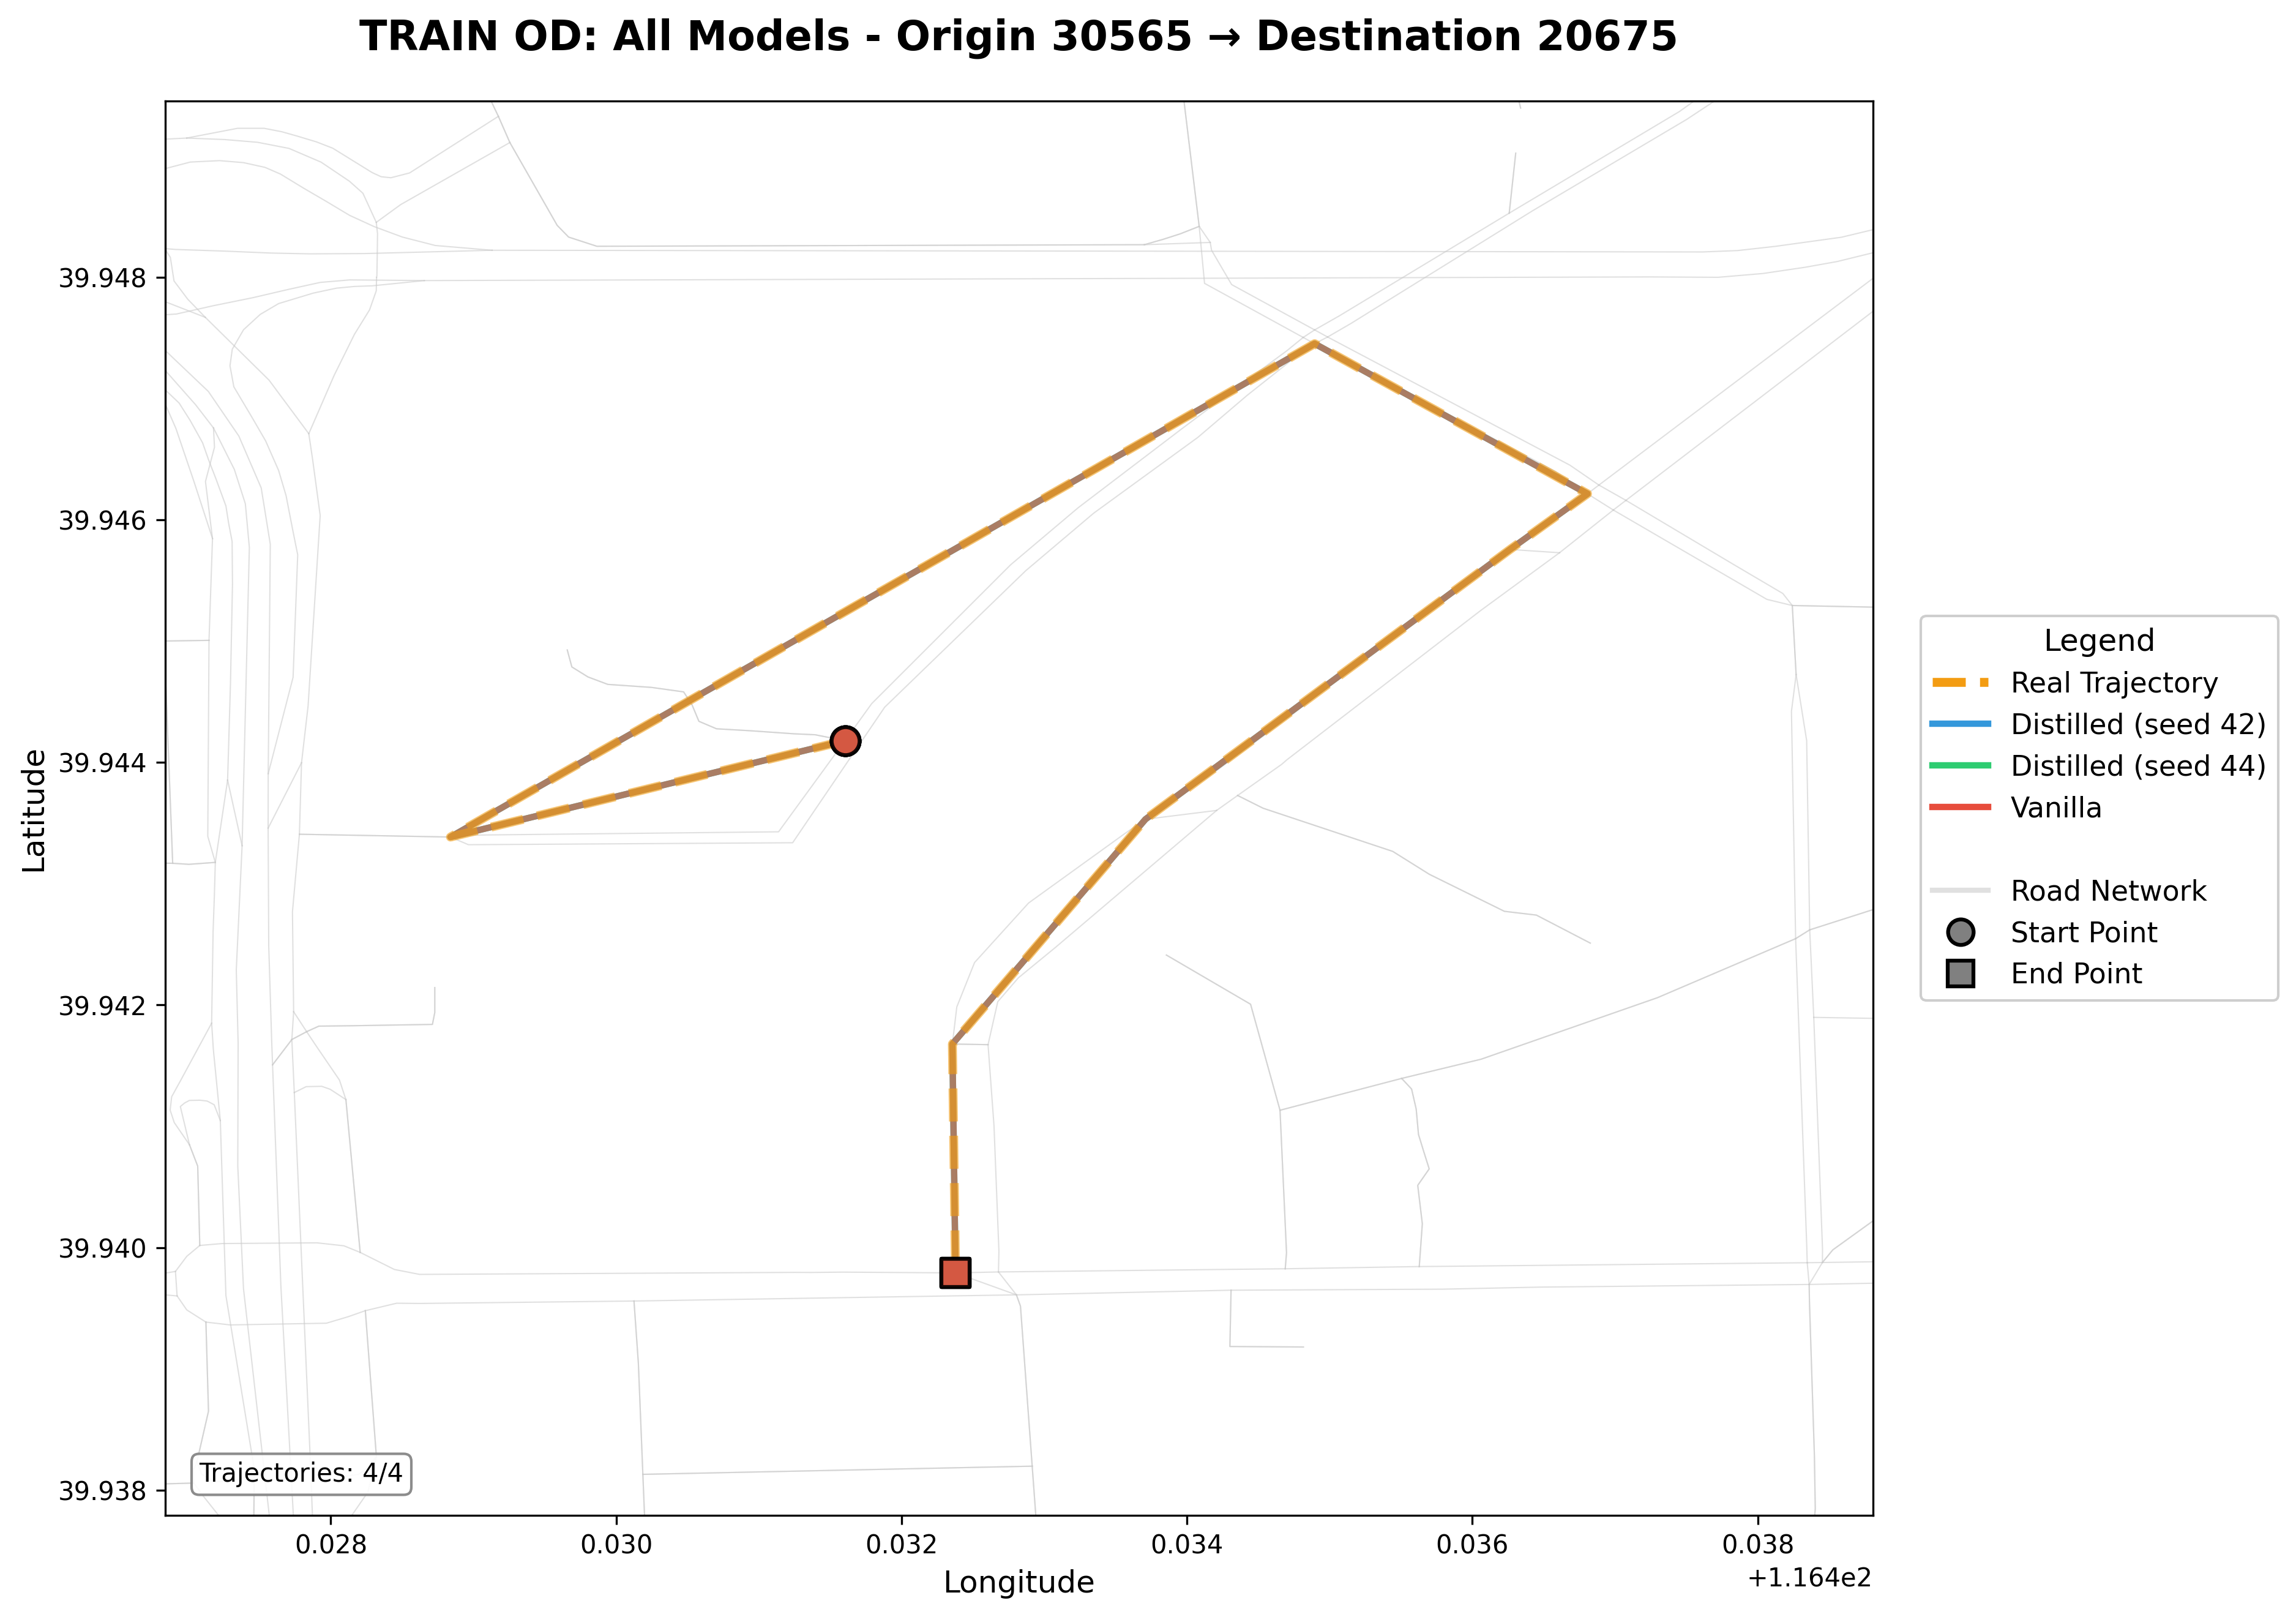 TRAIN OD: All Models - Origin 30565 → Destination 20675
Latitude
39.948
39.946
39.944
39.942
39.940
39.938
0.028
0.030
0.032
0.034
0.036
0.038
+1.164e2
Longitude
Trajectories: 4/4
Legend
Real Trajectory
Distilled (seed 42)
Distilled (seed 44)
Vanilla
Road Network
Start Point
End Point